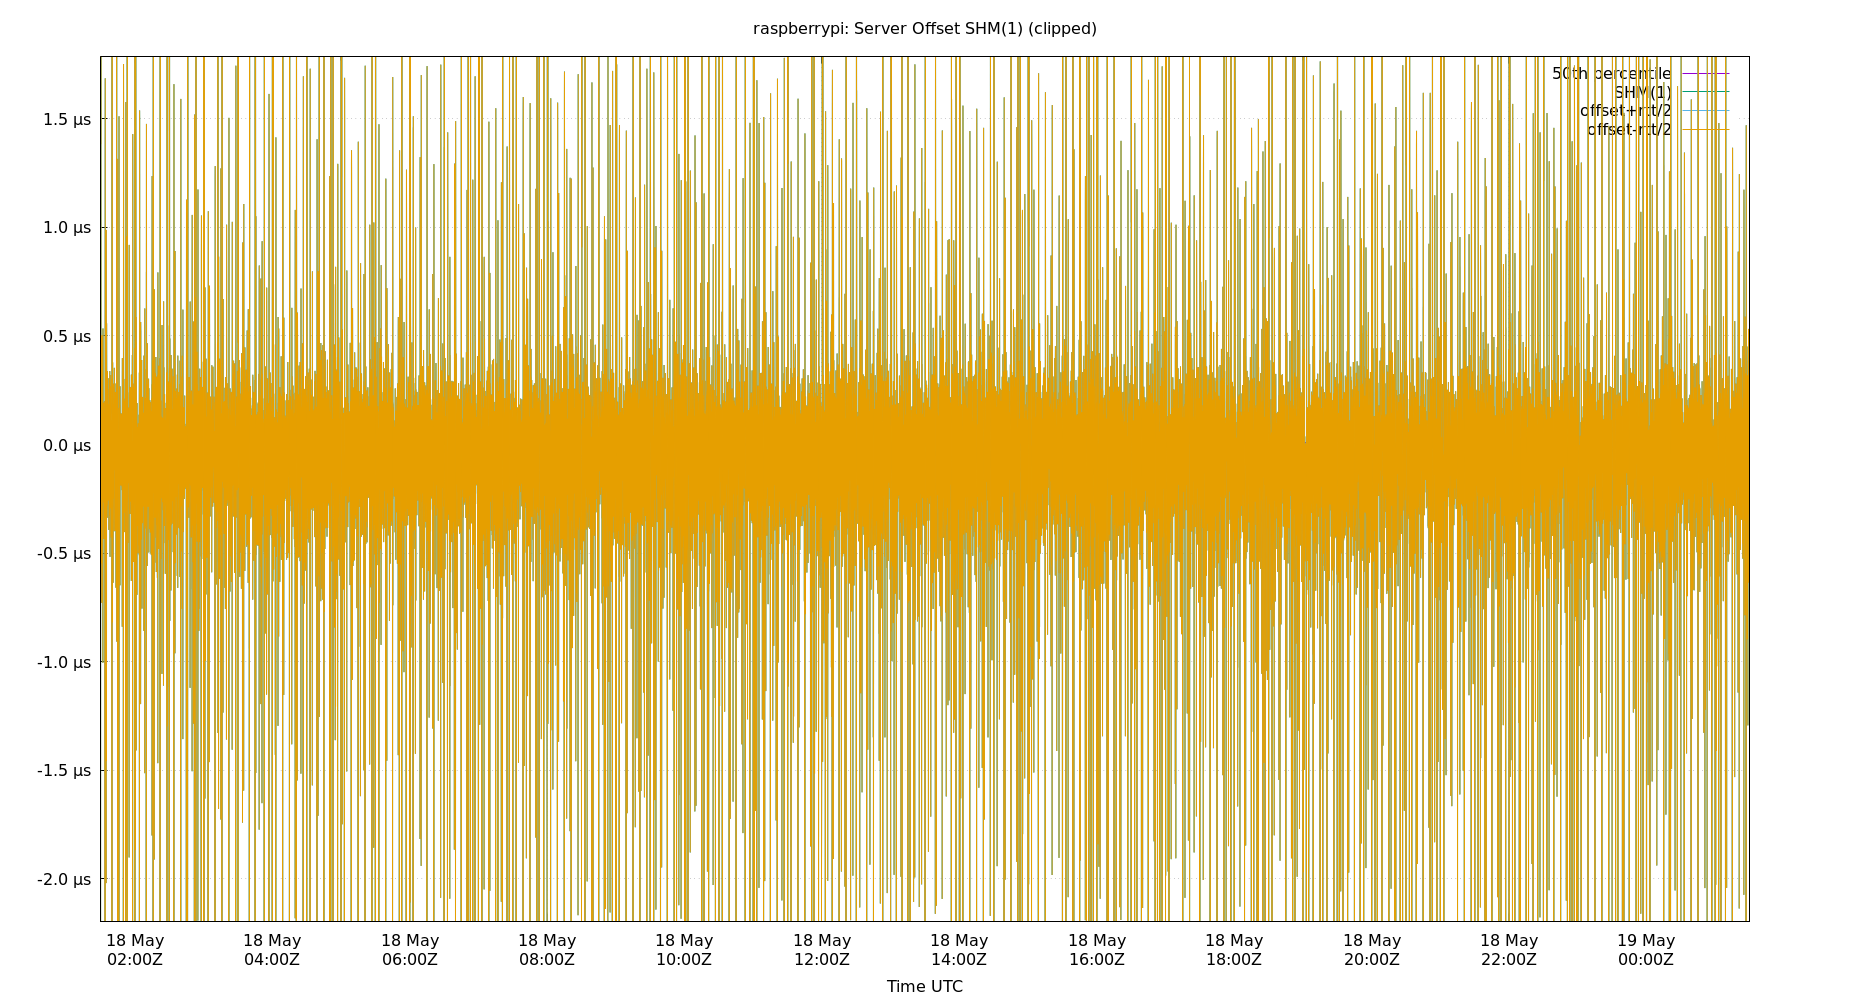 raspberrypi: Server Offset SHM(1) (clipped)
50th percentile
SHM(1)
offset+rtt/2
offset-rtt/2
1.5 µs
1.0 µs
0.5 µs
0.0 µs
-0.5 µs
-1.0 µs
-1.5 µs
-2.0 µs
18 May 18 May 18 May 18 May 18 May 18 May 18 May 18 May 18 May 18 May 18 May 19 May
02:00Z 04:00Z 06:00Z 08:00Z 10:00Z 12:00Z 14:00Z 16:00Z 18:00Z 20:00Z 22:00Z 00:00Z
Time UTC